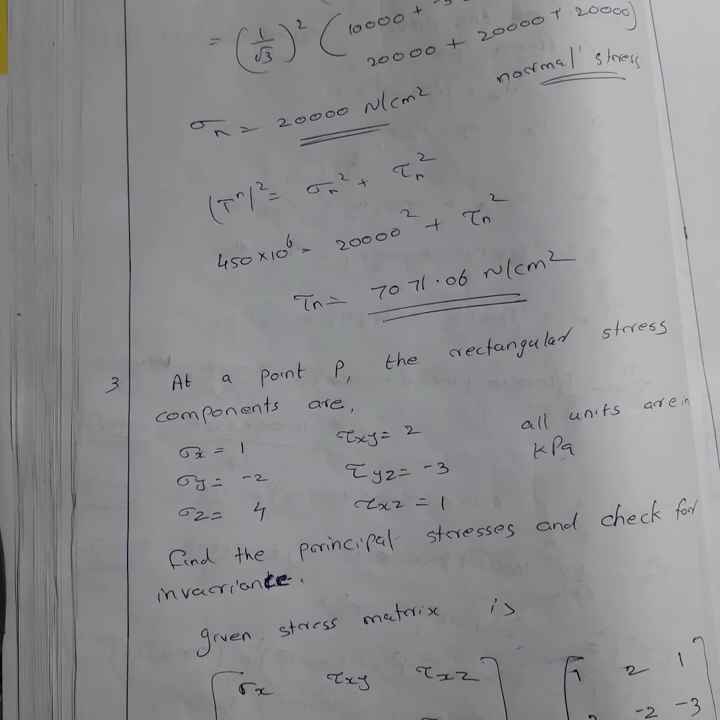 = (1/√3)² (10000 +
20000 + 20000 + 20000)
normal stress
σn = 20000 N/cm²
|Tⁿ|² = σn² + τn²
450×10⁶ = 20000² + τn²
τn = 7071.06 N/cm²
3 At a point P, the rectangular stress
components are,
σx = 1 τxy = 2 all units are in
σy = -2 τyz = -3 kPa
σz = 4 τxz = 1
find the principal stresses and check for
invariante.
given stress matrix is
[σx τxy τxz] [1 2 1
-2 -3